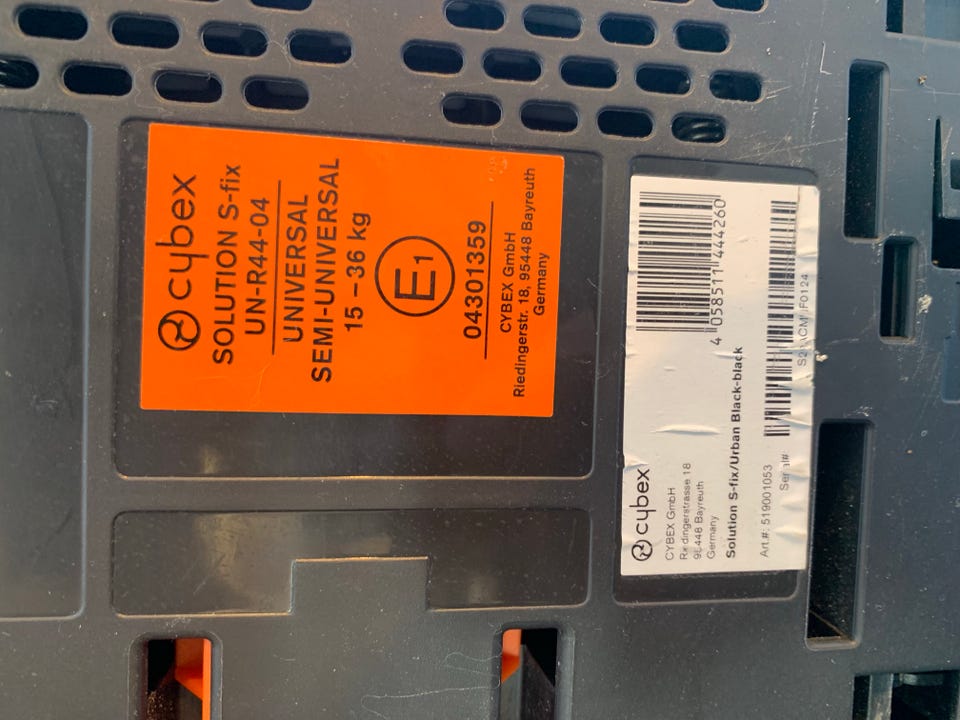 cybex
SOLUTION S-fix
UN-R44-04
UNIVERSAL
SEMI-UNIVERSAL
15 – 36 kg
E1
04301359
CYBEX GmbH
Riedingerstr. 18, 95448 Bayreuth
Germany
cybex
CYBEX GmbH
Riedingerstrasse 18
95448 Bayreuth
Germany
4 058511 444260
Solution S-fix/Urban Black-black
Art.#: 519001053
Serial#